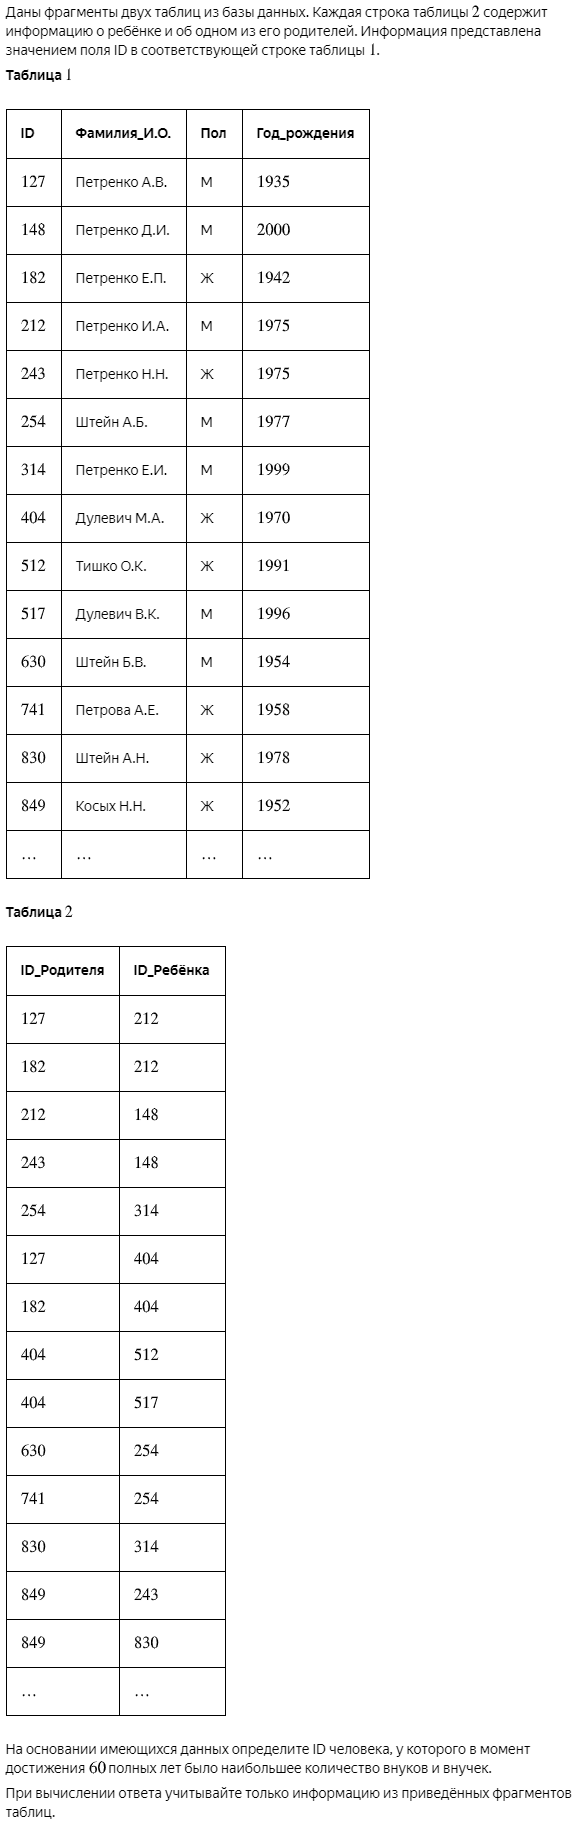 Даны фрагменты двух таблиц из базы данных. Каждая строка таблицы 2 содержит
информацию о ребёнке и об одном из его родителей. Информация представлена
значением поля ID в соответствующей строке таблицы 1.
Таблица 1
ID Фамилия_И.О. Пол Год_рождения
127 Петренко А.В. М 1935
148 Петренко Д.И. М 2000
182 Петренко Е.П. Ж 1942
212 Петренко И.А. М 1975
243 Петренко Н.Н. Ж 1975
254 Штейн А.Б. М 1977
314 Петренко Е.И. М 1999
404 Дулевич М.А. Ж 1970
512 Тишко О.К. Ж 1991
517 Дулевич В.К. М 1996
630 Штейн Б.В. М 1954
741 Петрова А.Е. Ж 1958
830 Штейн А.Н. Ж 1978
849 Косых Н.Н. Ж 1952
… … … …
Таблица 2
ID_Родителя ID_Ребёнка
127 212
182 212
212 148
243 148
254 314
127 404
182 404
404 512
404 517
630 254
741 254
830 314
849 243
849 830
… …
На основании имеющихся данных определите ID человека, у которого в момент
достижения 60 полных лет было наибольшее количество внуков и внучек.
При вычислении ответа учитывайте только информацию из приведённых фрагментов
таблиц.